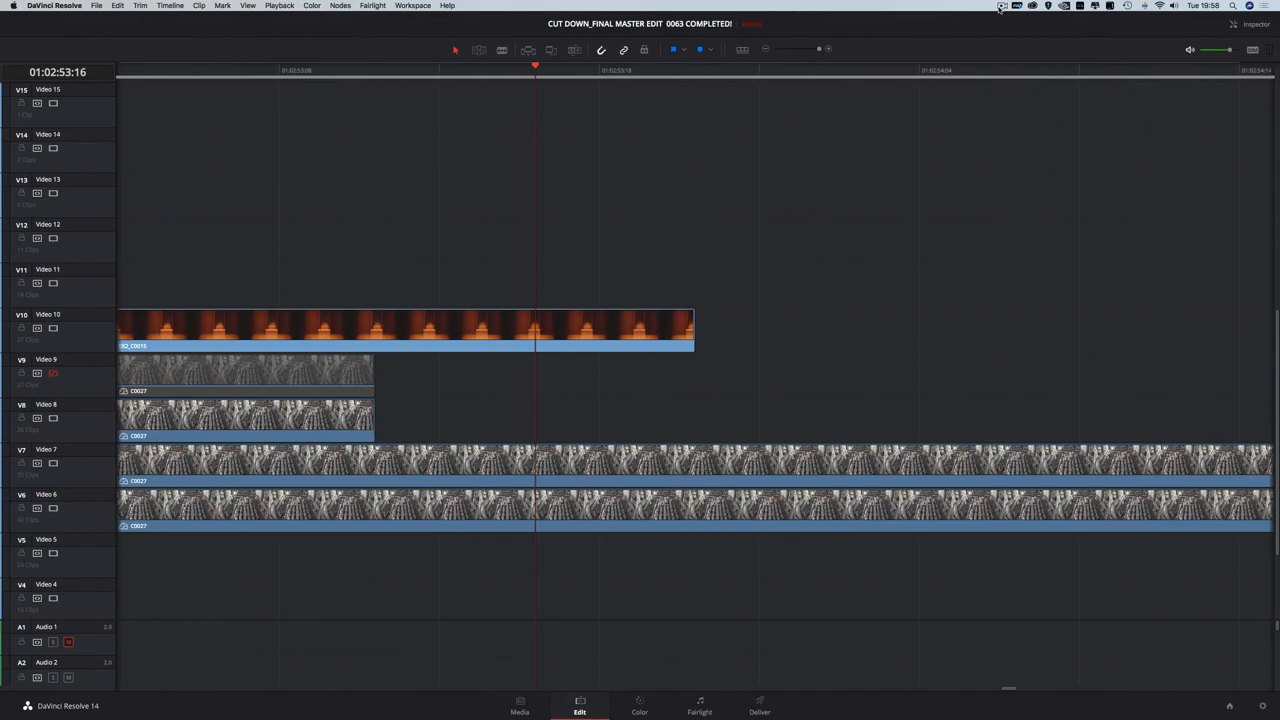 DaVinci Resolve File Edit Trim Timeline Clip Mark View Playback Color Nodes Fairlight Workspace Help
Tue 19:58
CUT DOWN_FINAL MASTER EDIT 0063 COMPLETED! Edited
Inspector
01:02:53:16
01:02:53:08
01:02:53:18
01:02:54:04
01:02:54:14
V15 Video 15
1 Clip
V14 Video 14
2 Clips
V13 Video 13
9 Clips
V12 Video 12
11 Clips
V11 Video 11
14 Clips
V10 Video 10
27 Clips
V9 Video 9
C0027
V8 Video 8
26 Clips
C0027
V7 Video 7
33 Clips
C0027
V6 Video 6
40 Clips
C0027
V5 Video 5
24 Clips
V4 Video 4
15 Clips
A1 Audio 1 2.0
S M
A2 Audio 2 2.0
S M
DaVinci Resolve 14
Media
Edit
Color
Fairlight
Deliver